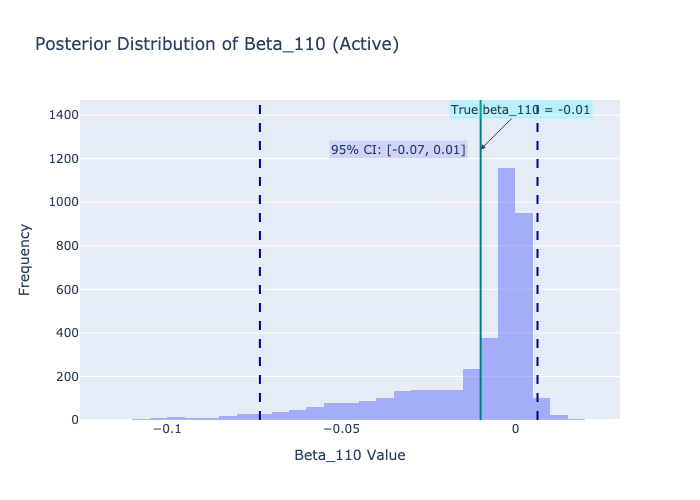 Posterior Distribution of Beta_110 (Active)
1400
True beta_110 = -0.01
95% CI: [-0.07, 0.01]
1200
1000
800
600
400
200
0
Frequency
−0.1
−0.05
0
Beta_110 Value